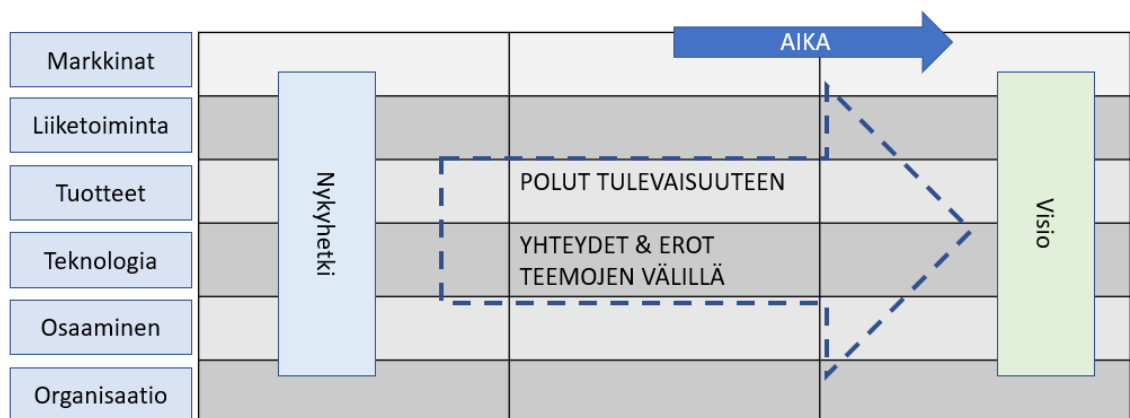 AIKA
Markkinat
Liiketoiminta
Tuotteet
Teknologia
Osaaminen
Organisaatio
Nykyhetki
POLUT TULEVAISUUTEEN
YHTEYDET & EROT
TEEMOJEN VÄLILLÄ
Visio